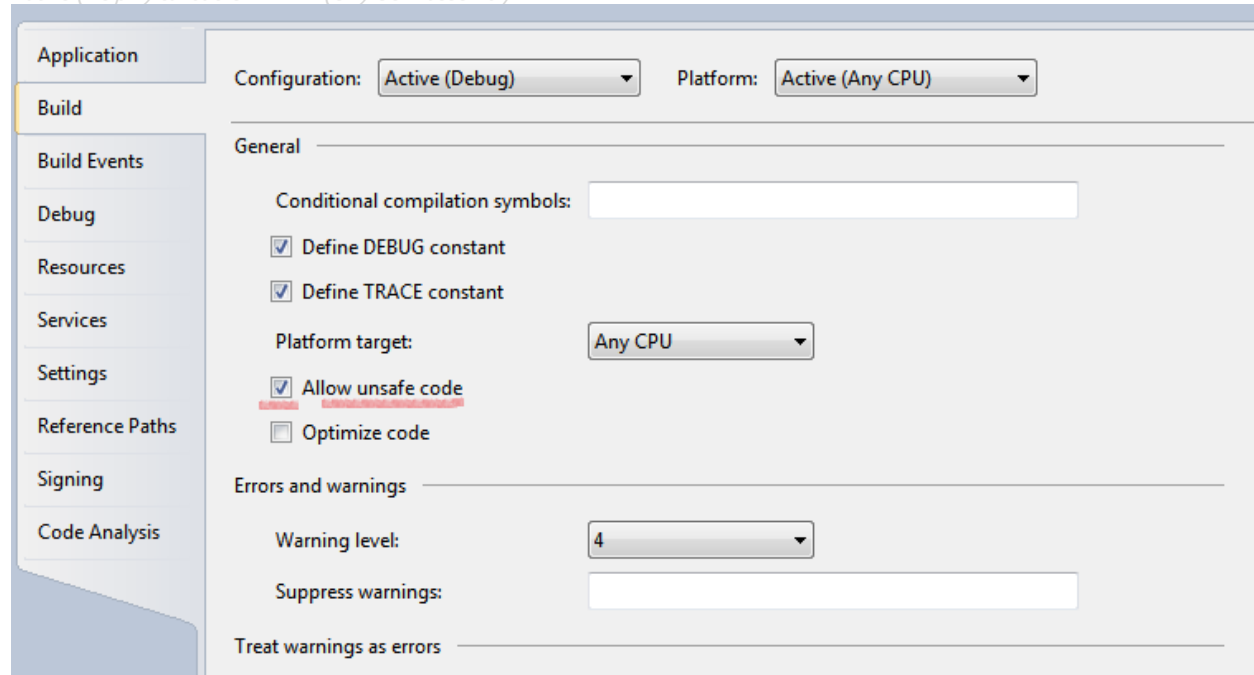 Application
Build
Build Events
Debug
Resources
Services
Settings
Reference Paths
Signing
Code Analysis
Configuration: Active (Debug) Platform: Active (Any CPU)
General
Conditional compilation symbols:
Define DEBUG constant
Define TRACE constant
Platform target: Any CPU
Allow unsafe code
Optimize code
Errors and warnings
Warning level: 4
Suppress warnings:
Treat warnings as errors